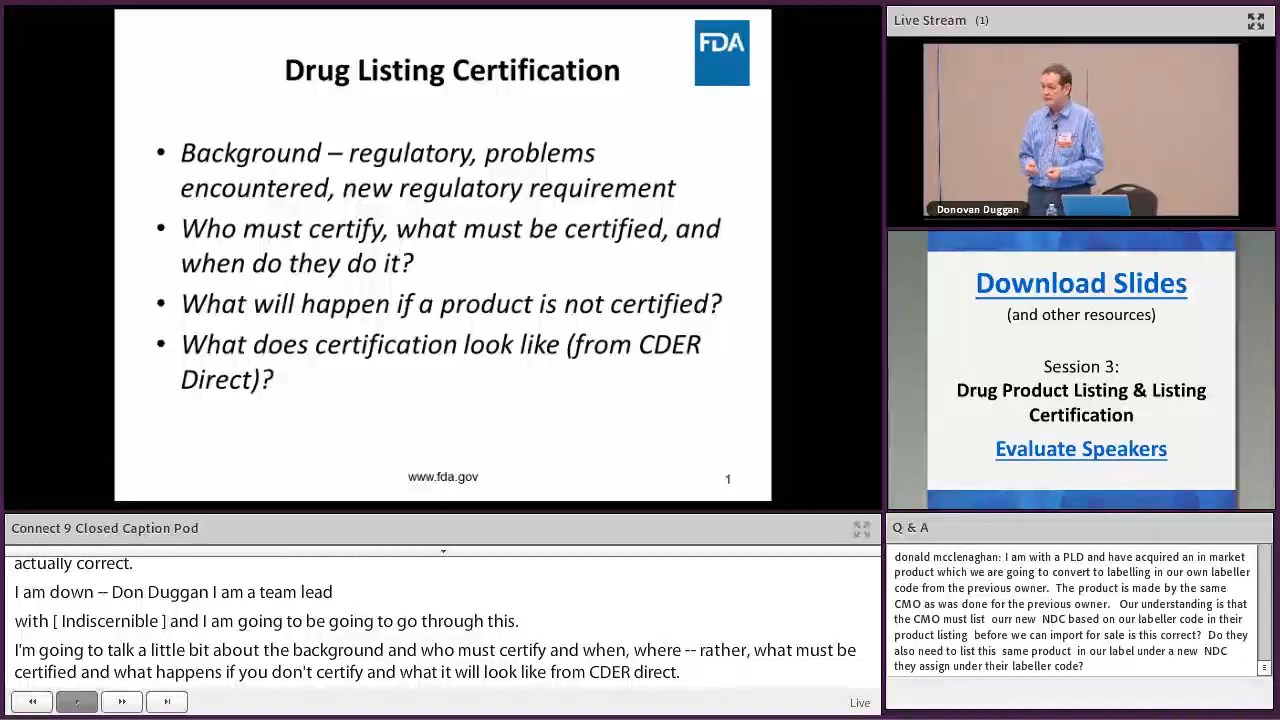 FDA
Drug Listing Certification
• Background – regulatory, problems
encountered, new regulatory requirement
• Who must certify, what must be certified, and
when do they do it?
• What will happen if a product is not certified?
• What does certification look like (from CDER
Direct)?
www.fda.gov
1
Live Stream (1)
Donovan Duggan
Download Slides
(and other resources)
Session 3:
Drug Product Listing & Listing
Certification
Evaluate Speakers
Connect 9 Closed Caption Pod
actually correct.
I am down -- Don Duggan I am a team lead
with [ Indiscernible ] and I am going to be going to go through this.
I'm going to talk a little bit about the background and who must certify and when, where -- rather, what must be
certified and what happens if you don't certify and what it will look like from CDER direct.
Live
Q & A
donald mcclenaghan: I am with a PLD and have acquired an in market
product which we are going to convert to labelling in our own labeller
code from the previous owner. The product is made by the same
CMO as was done for the previous owner. Our understanding is that
the CMO must list ourr new NDC based on our labeller code in their
product listing before we can import for sale is this correct? Do they
also need to list this same product in our label under a new NDC
they assign under their labeller code?